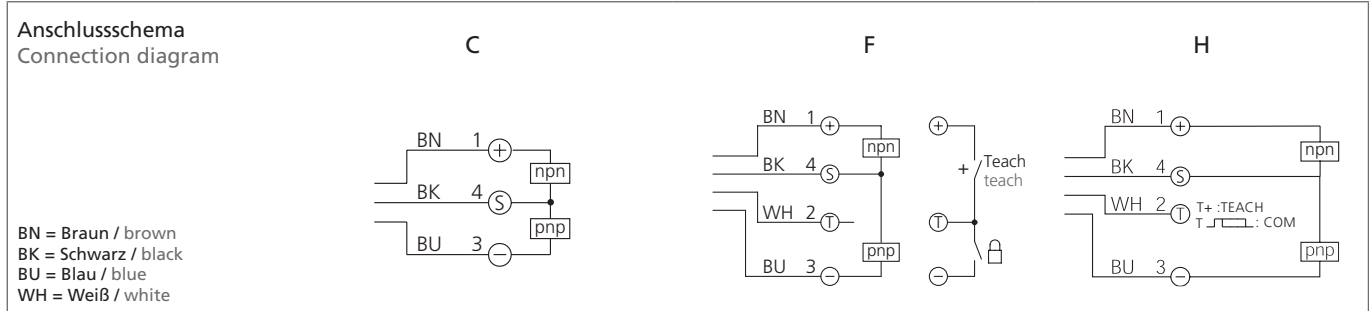 Anschlussschema
Connection diagram
C
BN 1 +
npn
BK 4 S
pnp
BU 3 −
F
BN 1 +
npn
BK 4 S
WH 2 T
pnp
BU 3 −
+
+ Teach
teach
T
−
H
BN 1 +
npn
BK 4 S
WH 2 T T+ :TEACH
T : COM
pnp
BU 3 −
BN = Braun / brown
BK = Schwarz / black
BU = Blau / blue
WH = Weiß / white